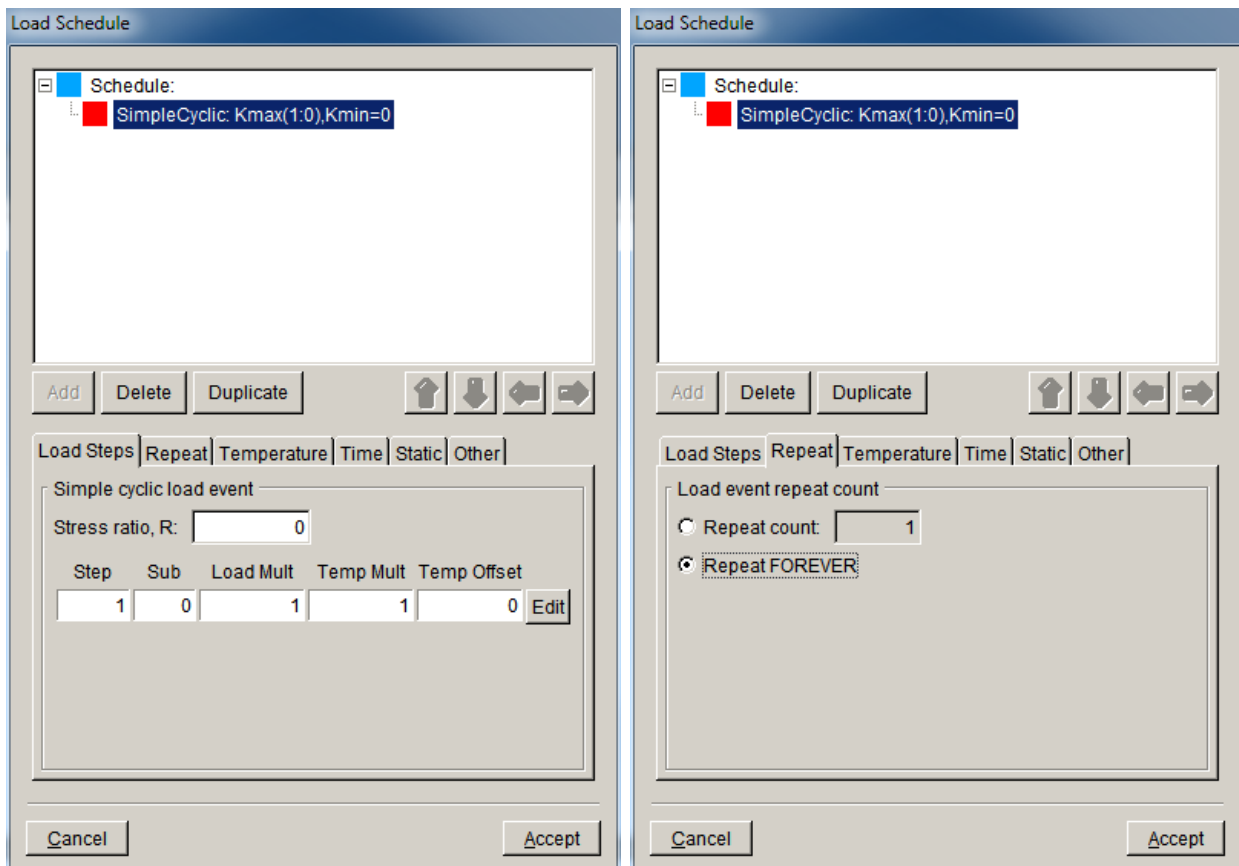 Load Schedule
Schedule:
SimpleCyclic: Kmax(1:0),Kmin=0
Add Delete Duplicate
Load Steps Repeat Temperature Time Static Other
Simple cyclic load event
Stress ratio, R: 0
Step Sub Load Mult Temp Mult Temp Offset
1 0 1 1 0 Edit
Cancel Accept
Load Schedule
Schedule:
SimpleCyclic: Kmax(1:0),Kmin=0
Add Delete Duplicate
Load Steps Repeat Temperature Time Static Other
Load event repeat count
Repeat count: 1
Repeat FOREVER
Cancel Accept